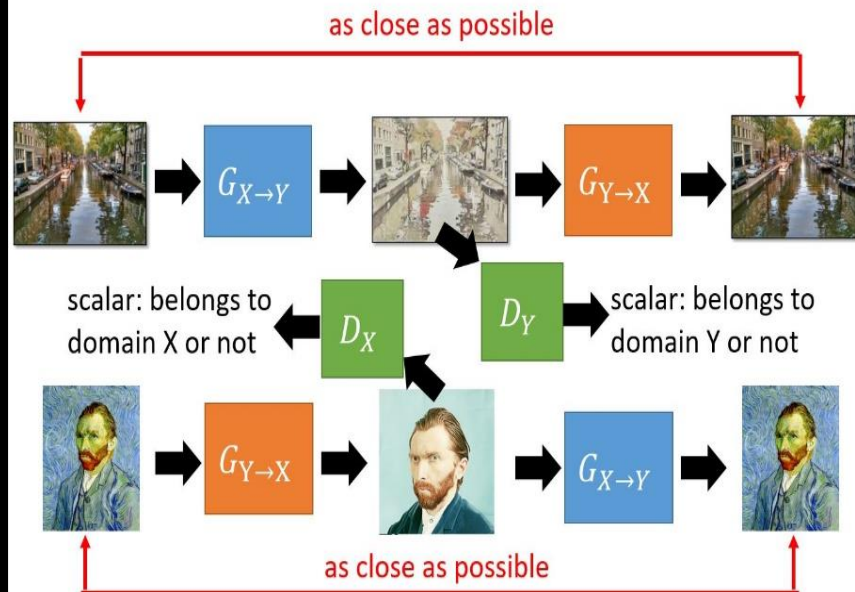 as close as possible
G_{X→Y}
G_{Y→X}
scalar: belongs to
domain X or not
D_X
D_Y
scalar: belongs to
domain Y or not
G_{Y→X}
G_{X→Y}
as close as possible